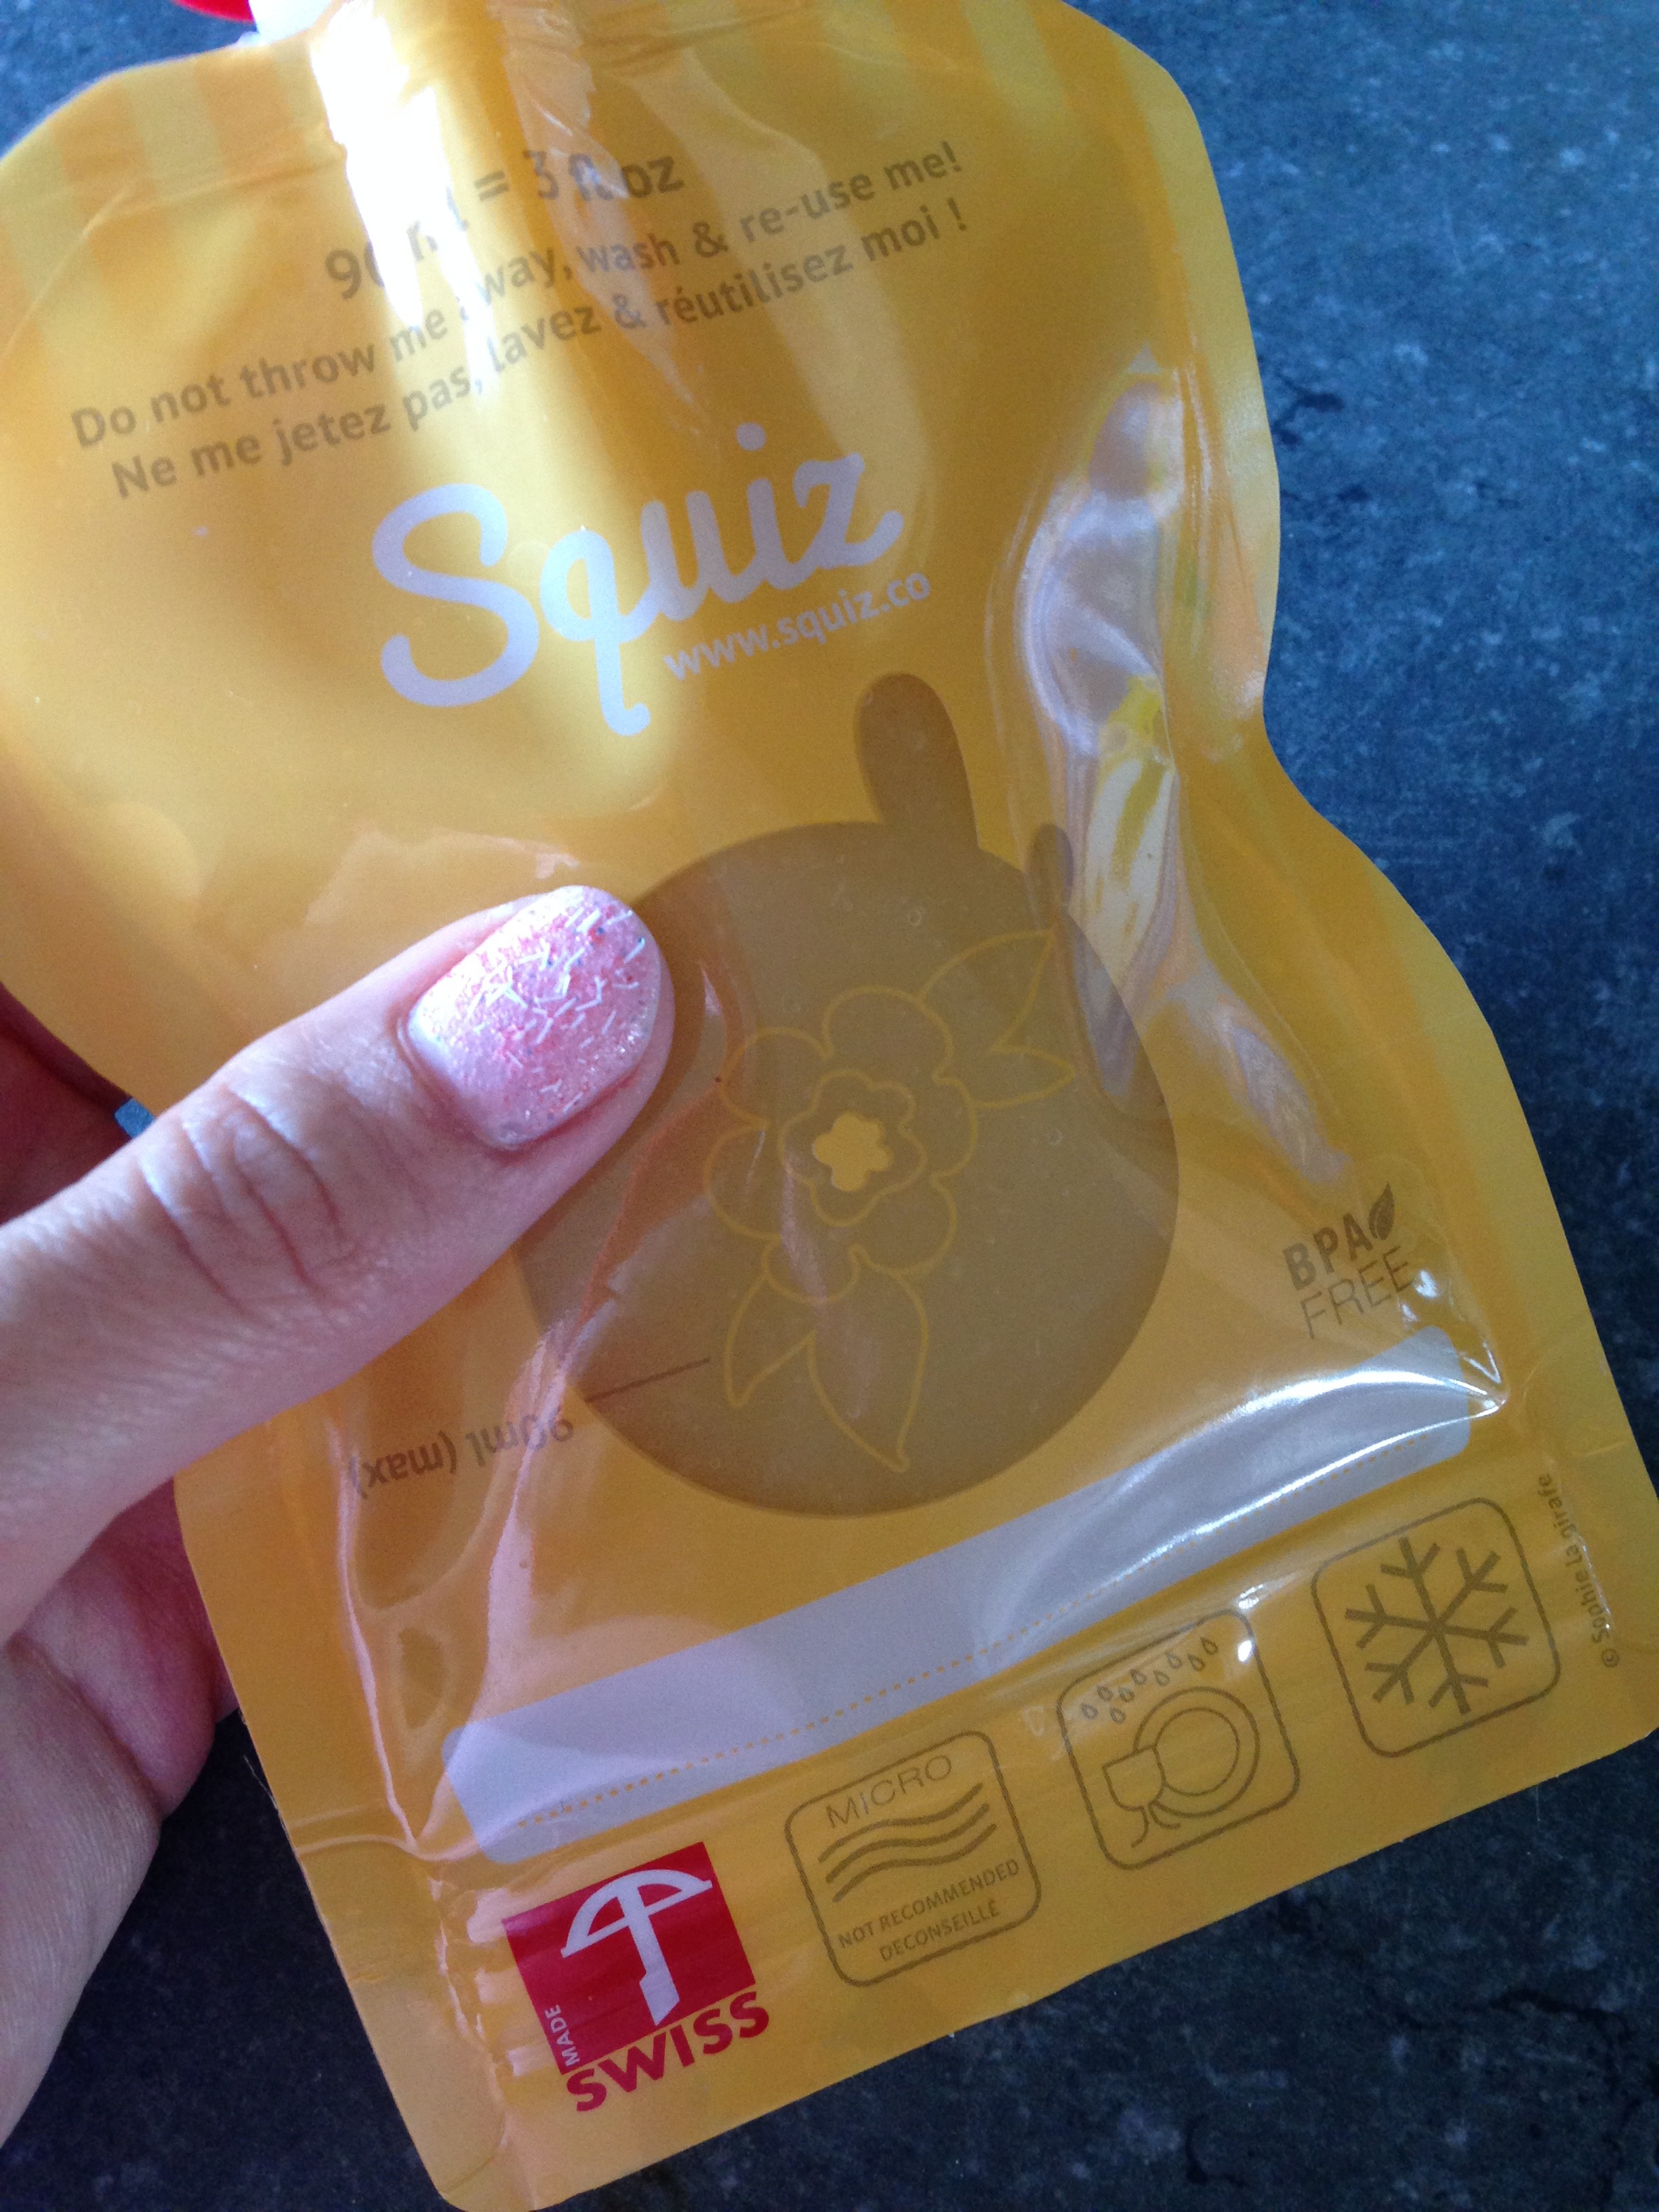 90 ml = 3 fl oz
Do not throw me away, wash & re-use me!
Ne me jetez pas, lavez & réutilisez moi !
Squiz
www.squiz.co
BPA
FREE
90ml (max)
© Sophie La girafe
MICRO
NOT RECOMMENDED
DECONSEILLÉ
MADE
SWISS